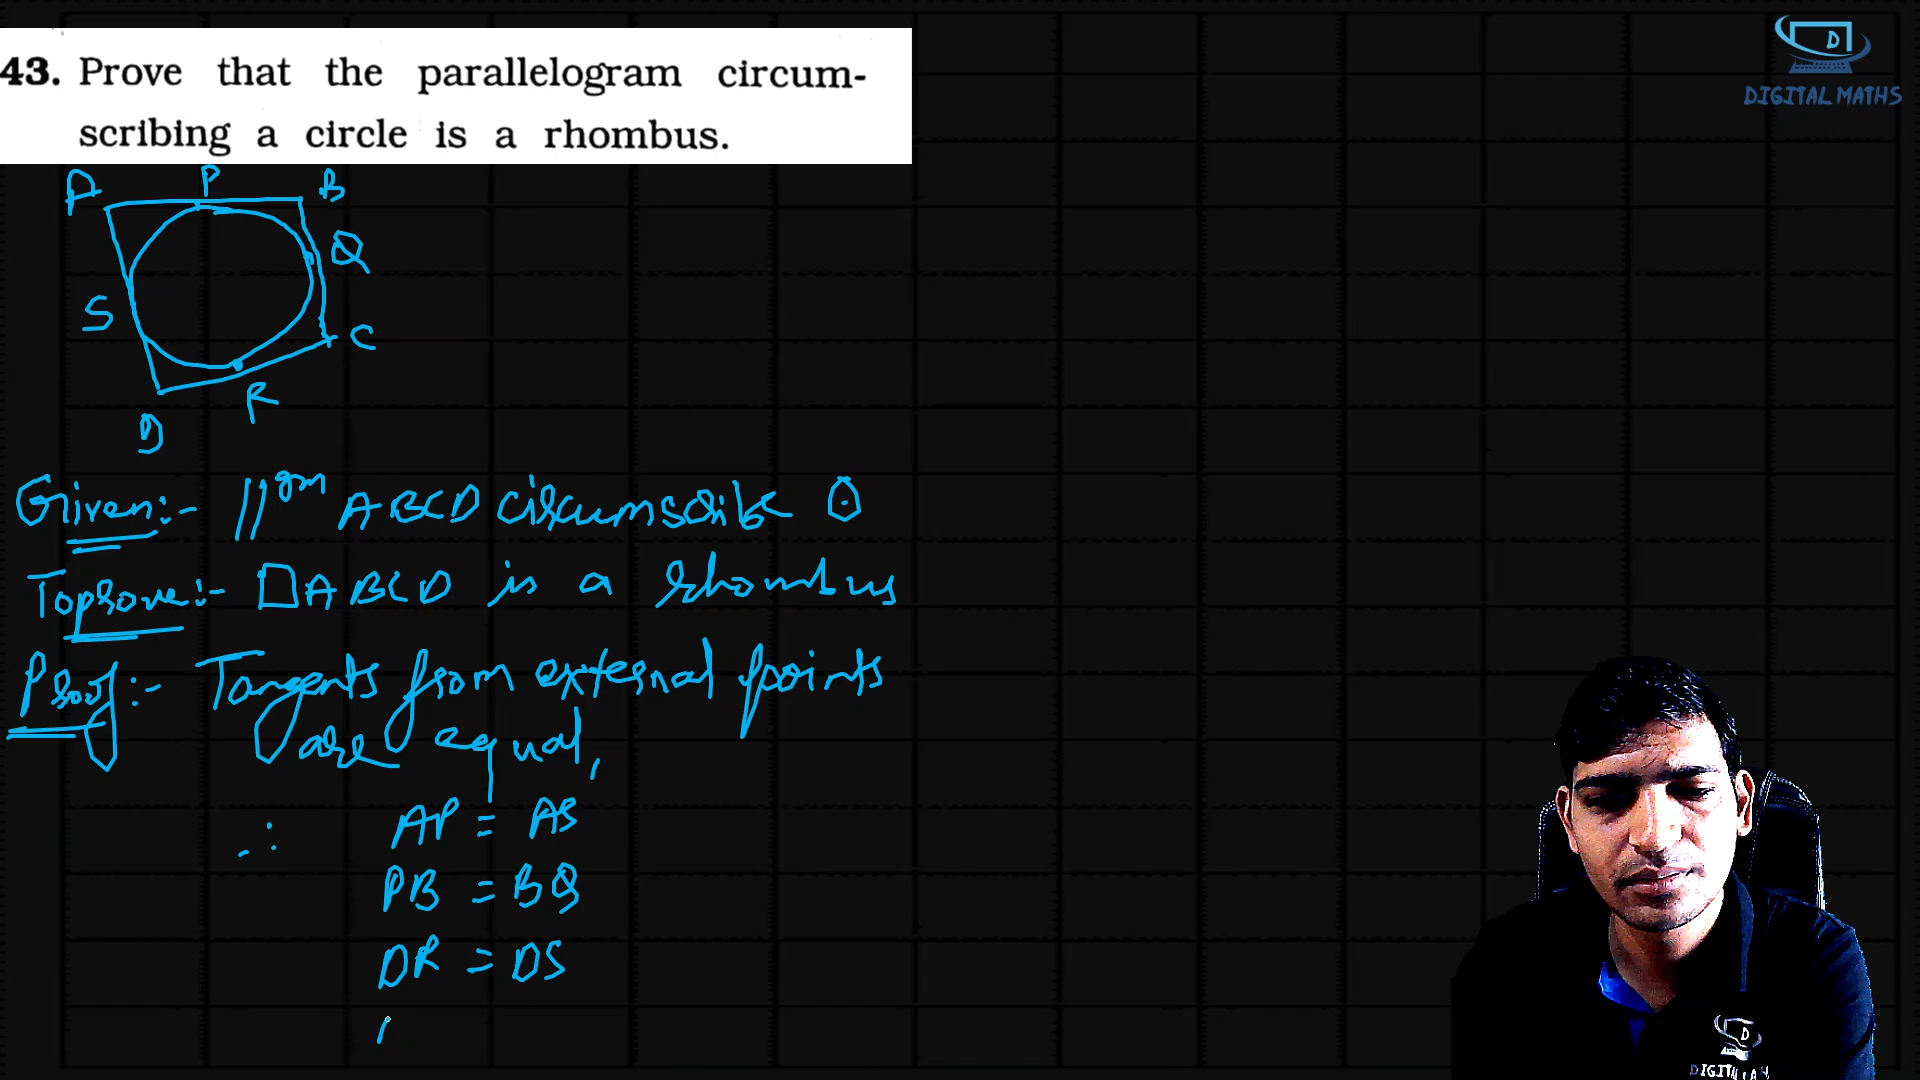 43. Prove that the parallelogram circum-
scribing a circle is a rhombus.
DIGITAL MATHS
D
A P B
Q
S
C
R
D
Given:- ||gm ABCD circumscribe ⊙
To prove:- □ABCD is a rhombus
Proof:- Tangents from external points
are equal,
∴ AP = AS
PB = BQ
DR = DS
D